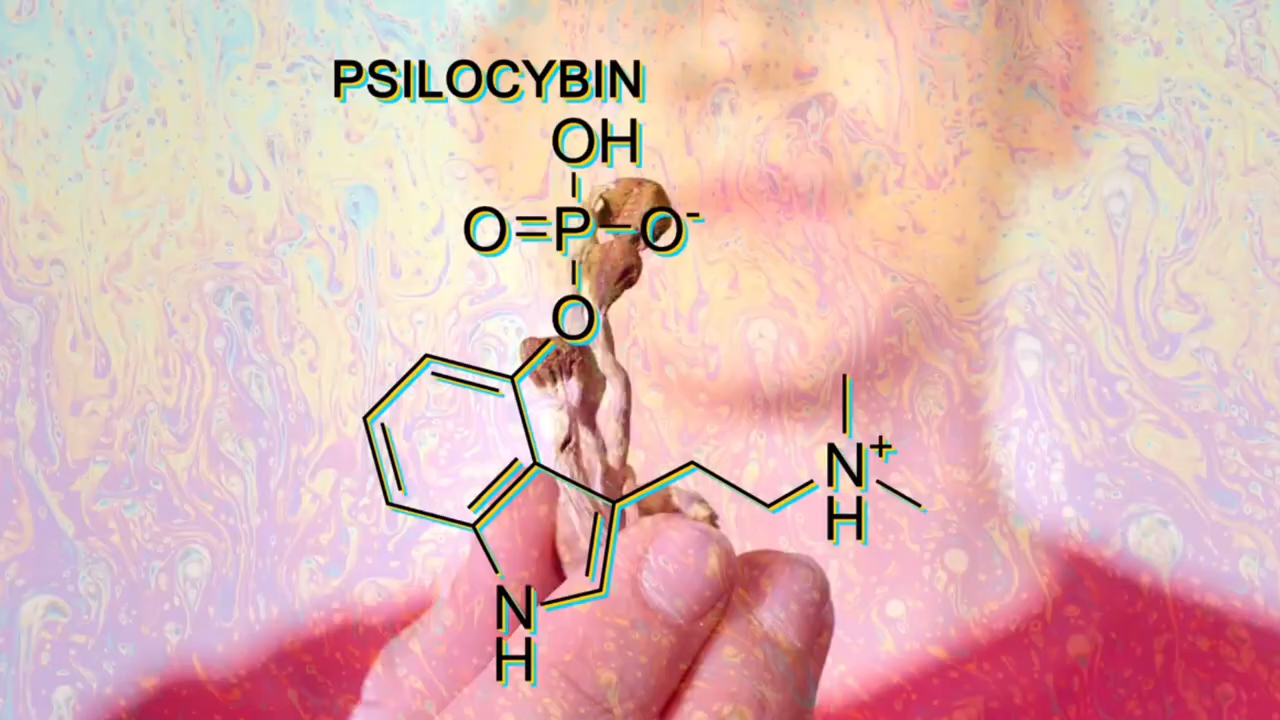 PSILOCYBIN
OH
O=P-O-
O
N+
H
N
H